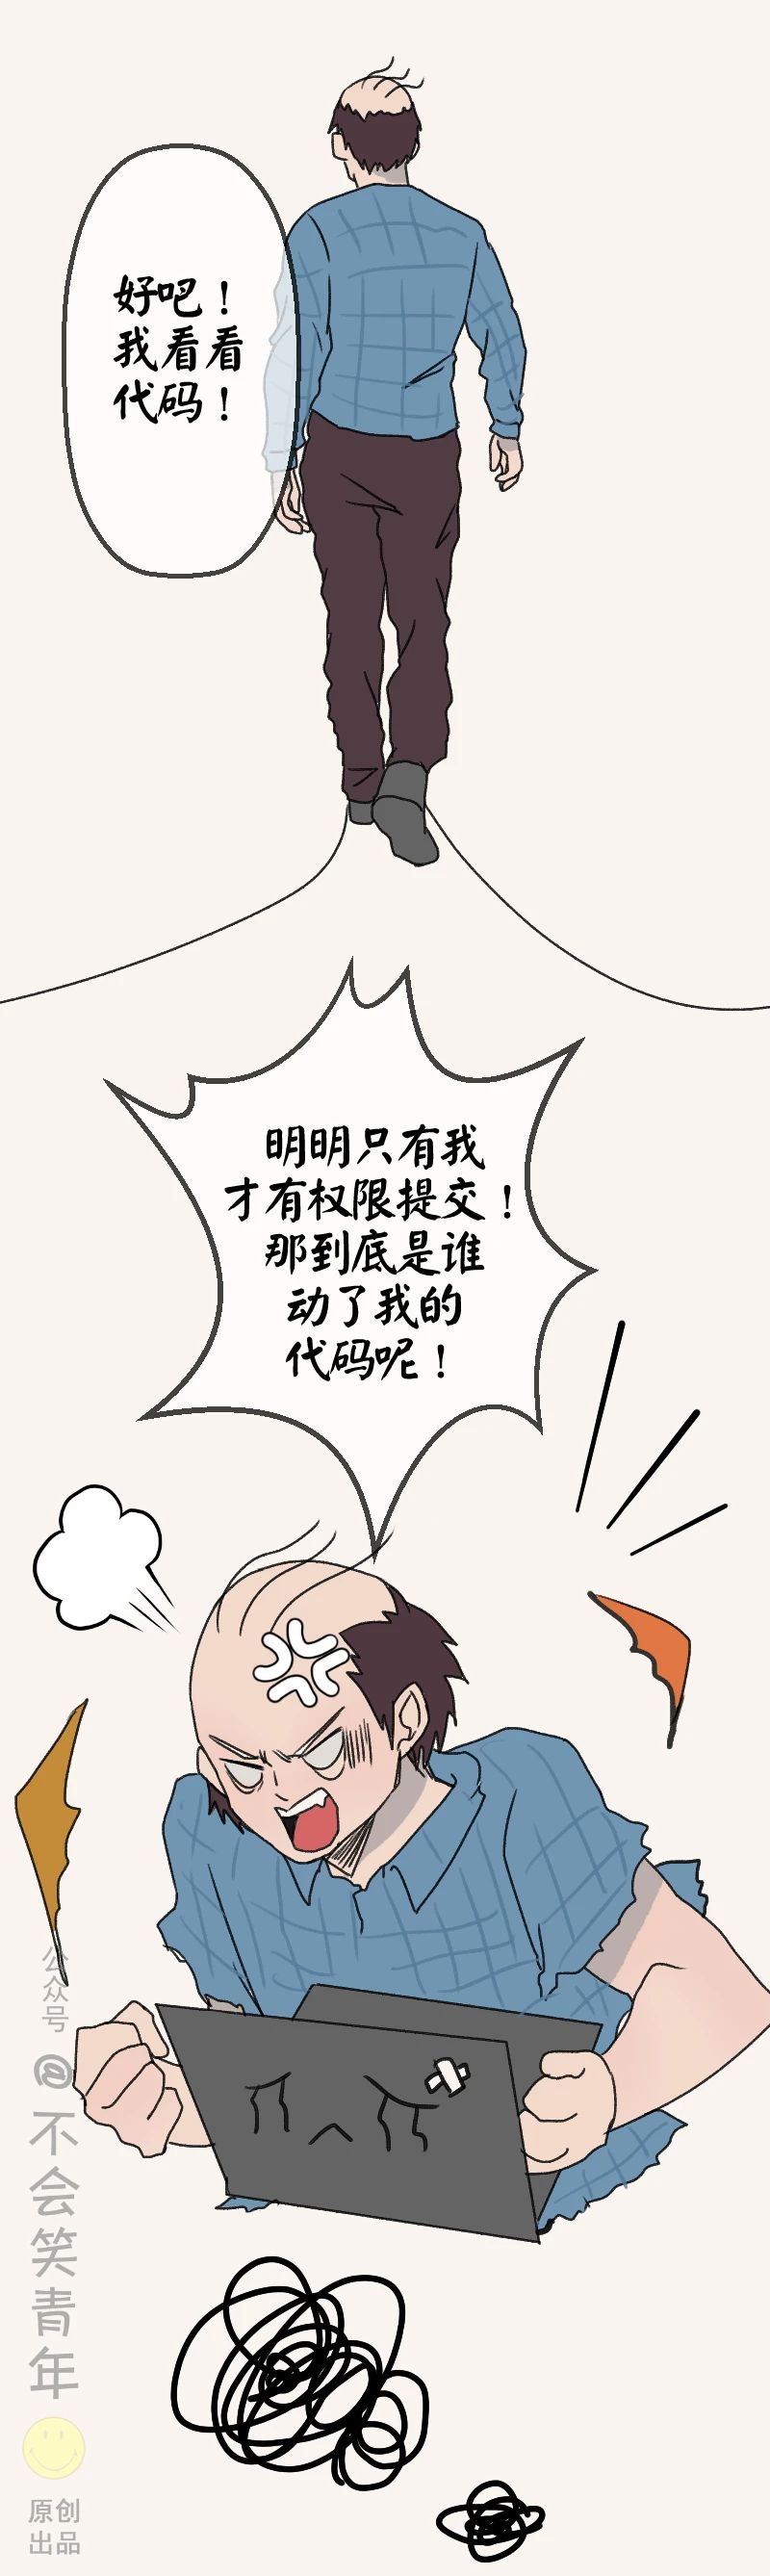 好吧！
我看看
代码！
明明只有我
才有权限提交！
那到底是谁
动了我的
代码呢！
公众号
@不会笑青年
原创
出品